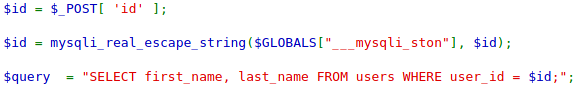 $id = $_POST[ 'id' ];
$id = mysqli_real_escape_string($GLOBALS["___mysqli_ston"], $id);
$query  = "SELECT first_name, last_name FROM users WHERE user_id = $id;";